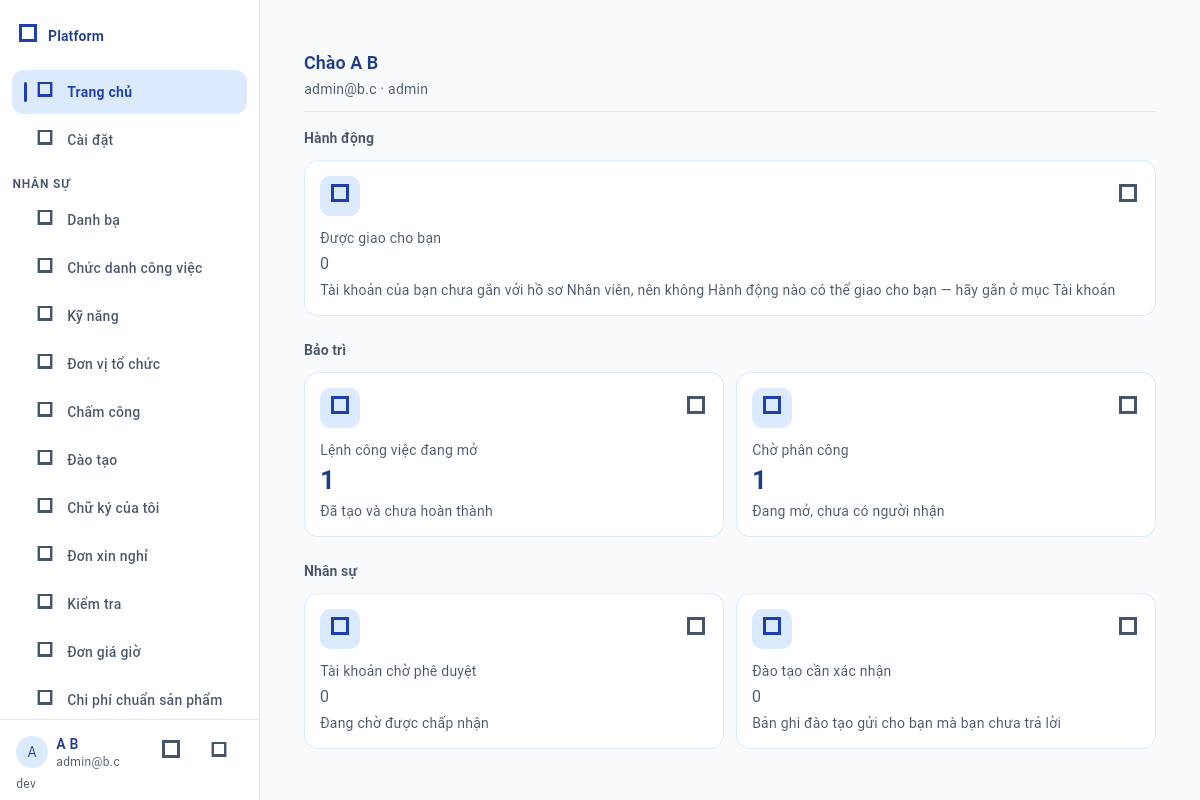 Platform
Trang chủ
Cài đặt
NHÂN SỰ
Danh bạ
Chức danh công việc
Kỹ năng
Đơn vị tổ chức
Chấm công
Đào tạo
Chữ ký của tôi
Đơn xin nghỉ
Kiểm tra
Đơn giá giờ
Chi phí chuẩn sản phẩm
A
A B
admin@b.c
dev
Chào A B
admin@b.c · admin
Hành động
Được giao cho bạn
0
Tài khoản của bạn chưa gắn với hồ sơ Nhân viên, nên không Hành động nào có thể giao cho bạn — hãy gắn ở mục Tài khoản
Bảo trì
Lệnh công việc đang mở
1
Đã tạo và chưa hoàn thành
Chờ phân công
1
Đang mở, chưa có người nhận
Nhân sự
Tài khoản chờ phê duyệt
0
Đang chờ được chấp nhận
Đào tạo cần xác nhận
0
Bản ghi đào tạo gửi cho bạn mà bạn chưa trả lời